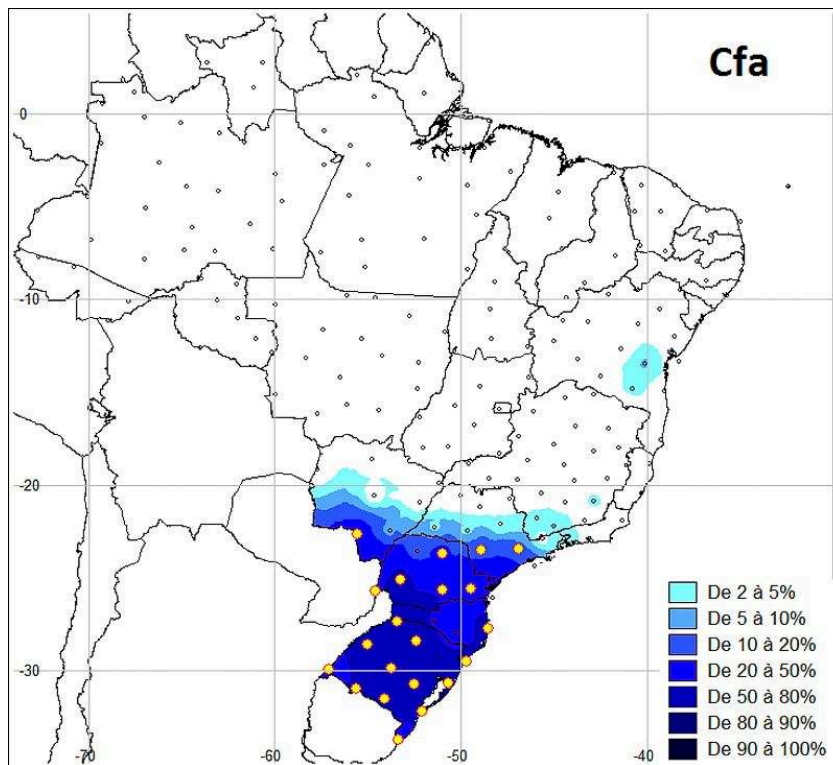 Cfa
0
-10
-20
-30
-70
-60
-50
-40
De 2 à 5%
De 5 à 10%
De 10 à 20%
De 20 à 50%
De 50 à 80%
De 80 à 90%
De 90 à 100%